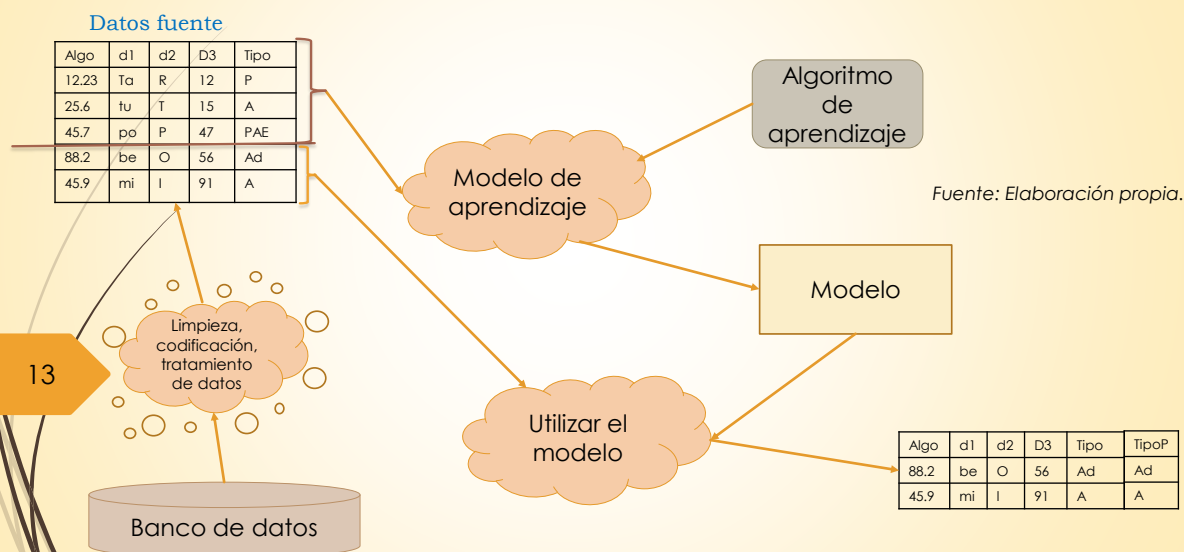 Datos fuente
Algo d1 d2 D3 Tipo
12.23 Ta R 12 P
25.6 tu T 15 A
45.7 po P 47 PAE
88.2 be O 56 Ad
45.9 mi I 91 A
Algoritmo
de
aprendizaje
Modelo de
aprendizaje
Fuente: Elaboración propia.
Modelo
Limpieza,
codificación,
tratamiento
de datos
13
Utilizar el
modelo
Algo d1 d2 D3 Tipo TipoP
88.2 be O 56 Ad Ad
45.9 mi I 91 A A
Banco de datos